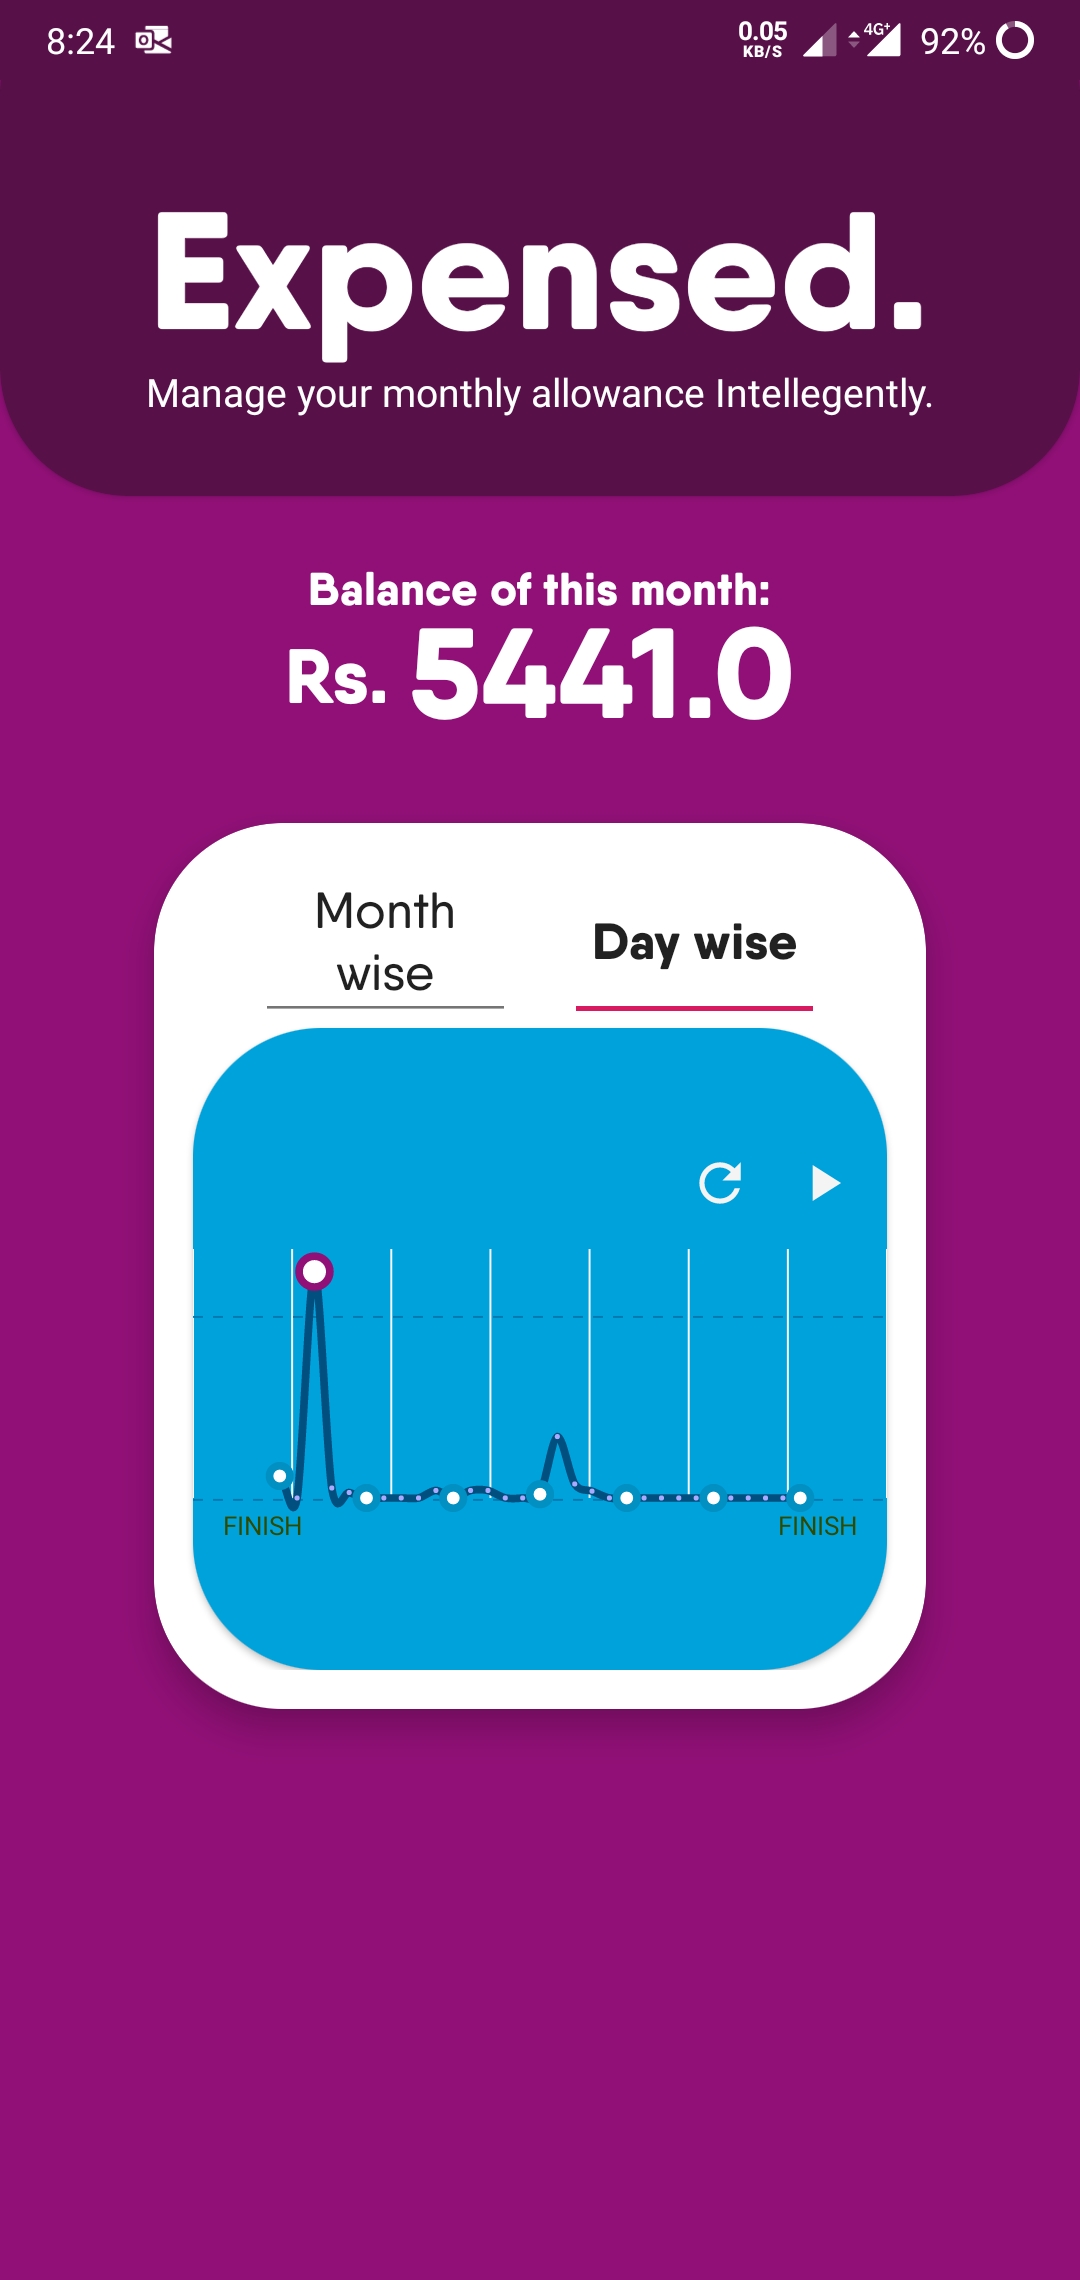 8:24
0.05
KB/S
4G+
92%
Expensed.
Manage your monthly allowance Intellegently.
Balance of this month:
Rs. 5441.0
Month
wise
Day wise
FINISH
FINISH